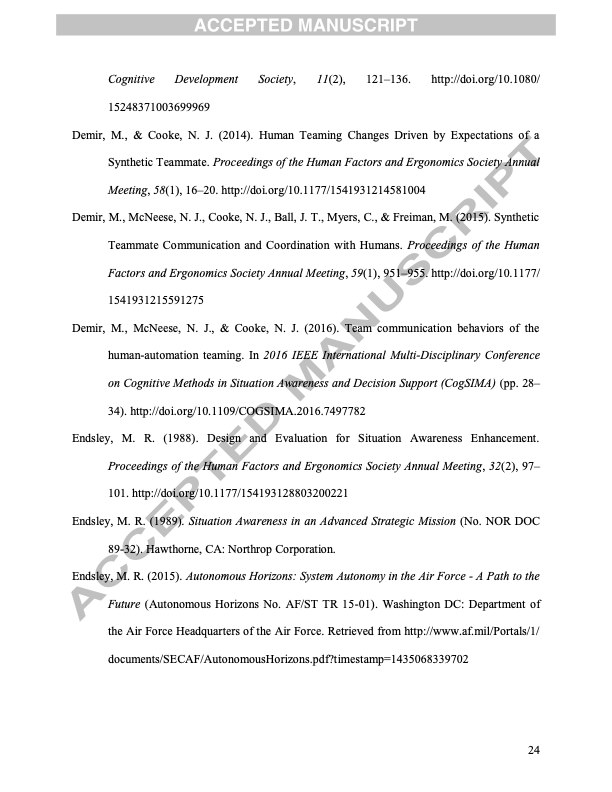 ACCEPTED MANUSCRIPT
Cognitive Development Society, 11(2), 121–136. http://doi.org/10.1080/
15248371003699969
Demir, M., & Cooke, N. J. (2014). Human Teaming Changes Driven by Expectations of a
Synthetic Teammate. Proceedings of the Human Factors and Ergonomics Society Annual
Meeting, 58(1), 16–20. http://doi.org/10.1177/1541931214581004
Demir, M., McNeese, N. J., Cooke, N. J., Ball, J. T., Myers, C., & Freiman, M. (2015). Synthetic
Teammate Communication and Coordination with Humans. Proceedings of the Human
Factors and Ergonomics Society Annual Meeting, 59(1), 951–955. http://doi.org/10.1177/
1541931215591275
Demir, M., McNeese, N. J., & Cooke, N. J. (2016). Team communication behaviors of the
human-automation teaming. In 2016 IEEE International Multi-Disciplinary Conference
on Cognitive Methods in Situation Awareness and Decision Support (CogSIMA) (pp. 28–
34). http://doi.org/10.1109/COGSIMA.2016.7497782
Endsley, M. R. (1988). Design and Evaluation for Situation Awareness Enhancement.
Proceedings of the Human Factors and Ergonomics Society Annual Meeting, 32(2), 97–
101. http://doi.org/10.1177/154193128803200221
Endsley, M. R. (1989). Situation Awareness in an Advanced Strategic Mission (No. NOR DOC
89-32). Hawthorne, CA: Northrop Corporation.
Endsley, M. R. (2015). Autonomous Horizons: System Autonomy in the Air Force - A Path to the
Future (Autonomous Horizons No. AF/ST TR 15-01). Washington DC: Department of
the Air Force Headquarters of the Air Force. Retrieved from http://www.af.mil/Portals/1/
documents/SECAF/AutonomousHorizons.pdf?timestamp=1435068339702
ACCEPTED MANUSCRIPT
24